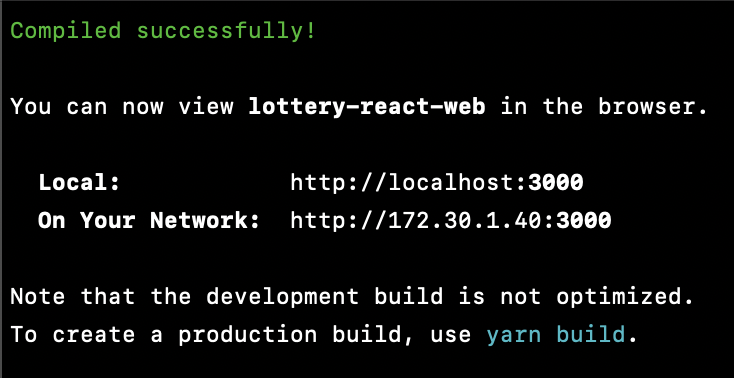 Compiled successfully!
You can now view lottery-react-web in the browser.
Local: http://localhost:3000
On Your Network: http://172.30.1.40:3000
Note that the development build is not optimized.
To create a production build, use yarn build.